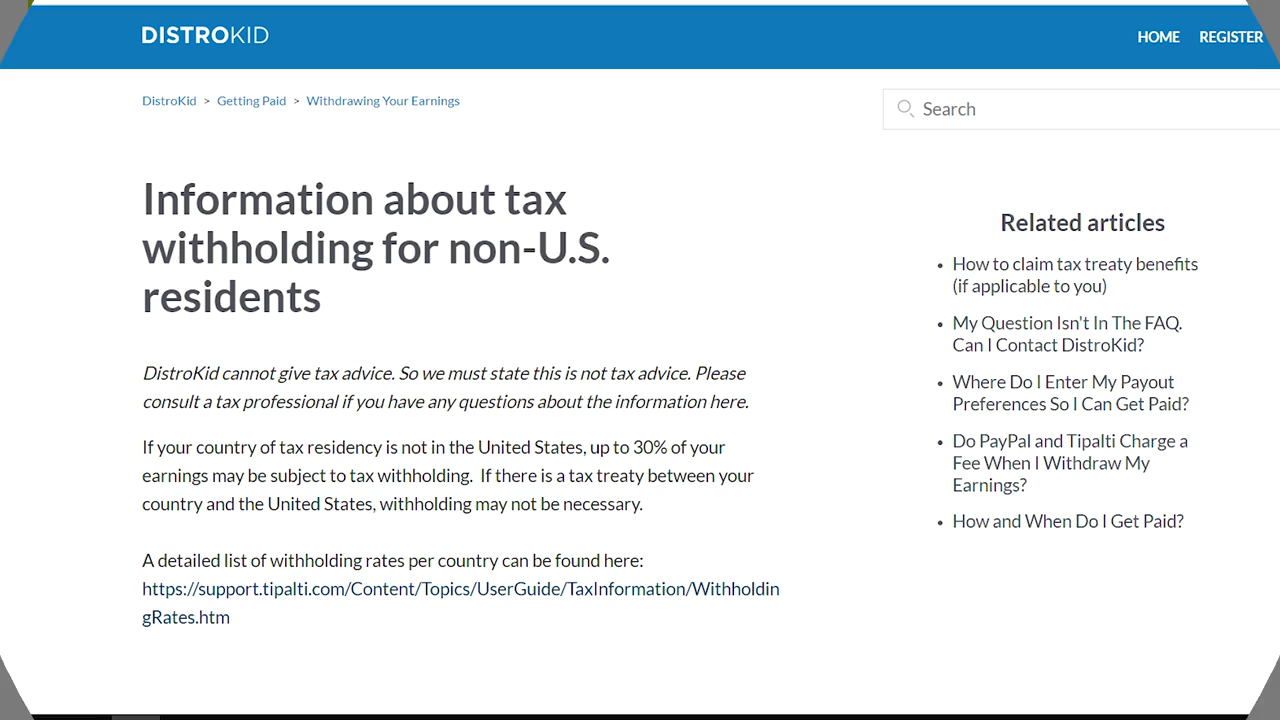 DISTROKID
HOME REGISTER
DistroKid > Getting Paid > Withdrawing Your Earnings
Search
Information about tax
withholding for non-U.S.
residents
DistroKid cannot give tax advice. So we must state this is not tax advice. Please
consult a tax professional if you have any questions about the information here.
If your country of tax residency is not in the United States, up to 30% of your
earnings may be subject to tax withholding.  If there is a tax treaty between your
country and the United States, withholding may not be necessary.
A detailed list of withholding rates per country can be found here:
https://support.tipalti.com/Content/Topics/UserGuide/TaxInformation/Withholdin
gRates.htm
Related articles
• How to claim tax treaty benefits
(if applicable to you)
• My Question Isn't In The FAQ.
Can I Contact DistroKid?
• Where Do I Enter My Payout
Preferences So I Can Get Paid?
• Do PayPal and Tipalti Charge a
Fee When I Withdraw My
Earnings?
• How and When Do I Get Paid?